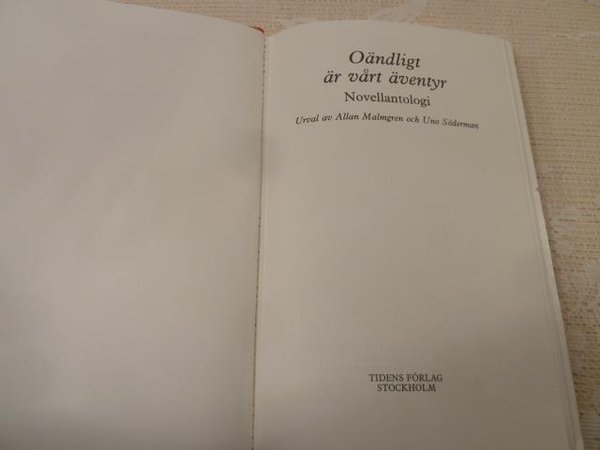 Oändligt
är vårt äventyr
Novellantologi
Urval av Allan Malmgren och Uno Söderman
TIDENS FÖRLAG
STOCKHOLM